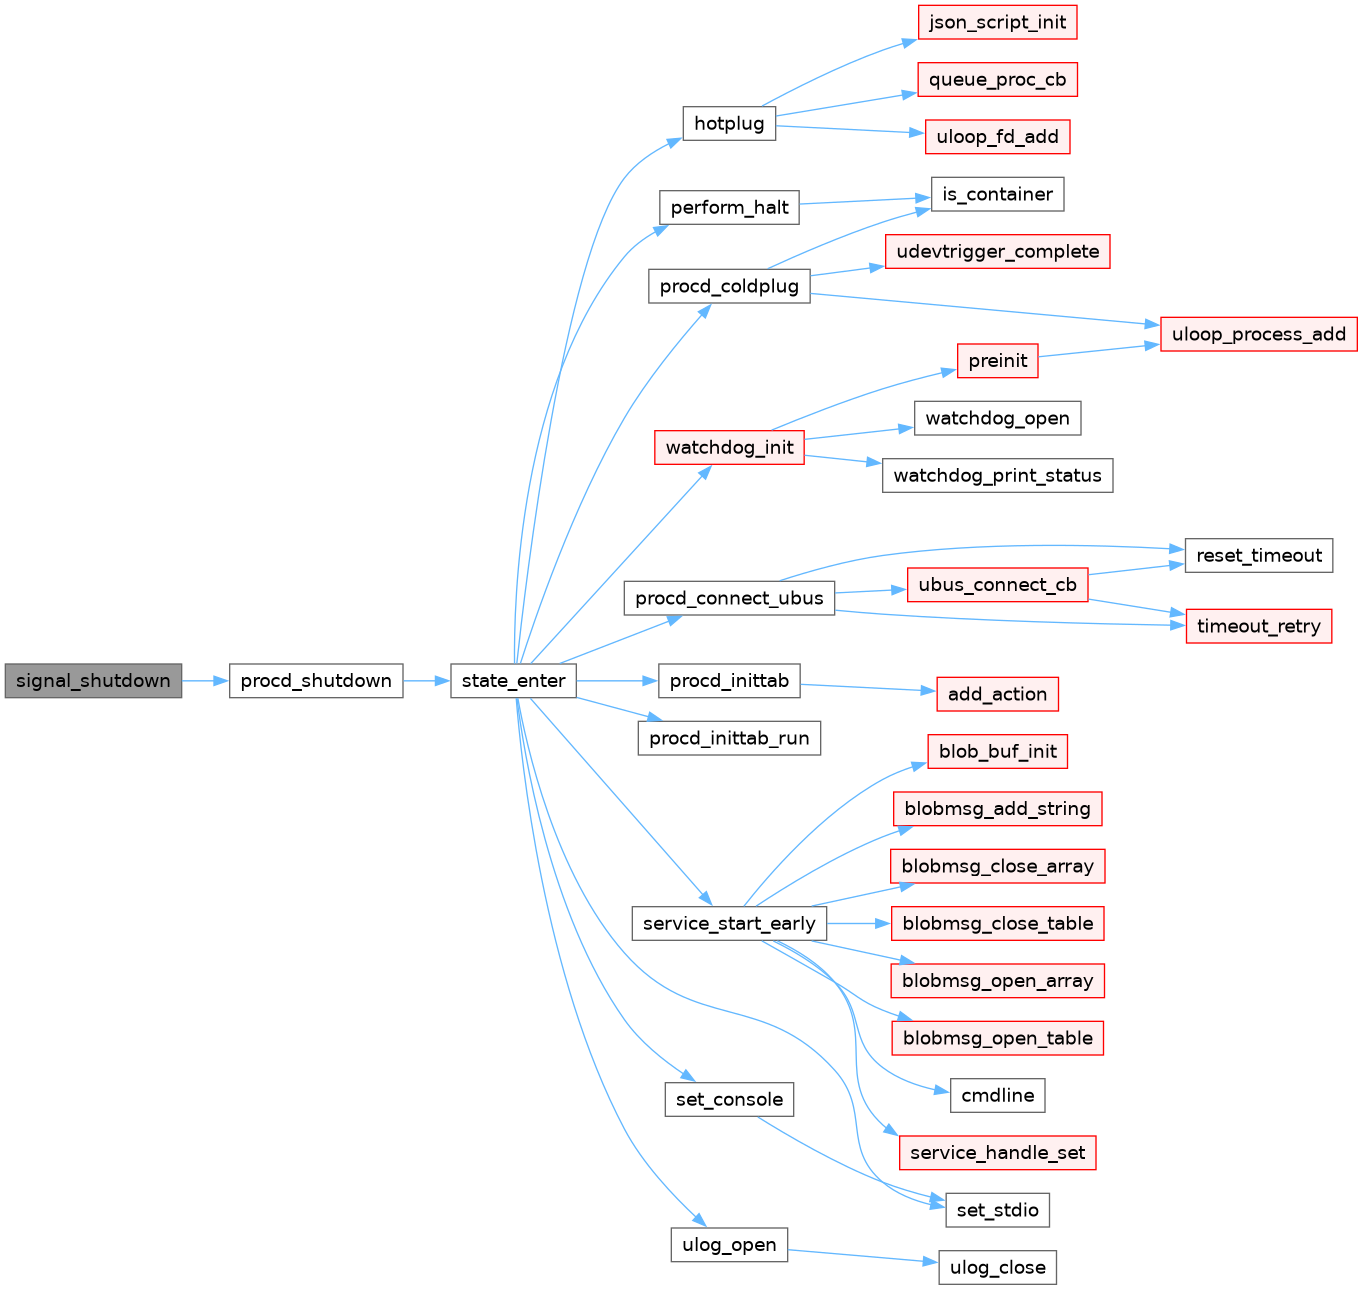 json_script_init
queue_proc_cb
hotplug
uloop_fd_add
is_container
perform_halt
udevtrigger_complete
procd_coldplug
uloop_process_add
preinit
watchdog_open
watchdog_init
watchdog_print_status
reset_timeout
ubus_connect_cb
procd_connect_ubus
timeout_retry
signal_shutdown
procd_shutdown
state_enter
procd_inittab
add_action
procd_inittab_run
blob_buf_init
blobmsg_add_string
blobmsg_close_array
service_start_early
blobmsg_close_table
blobmsg_open_array
blobmsg_open_table
cmdline
set_console
service_handle_set
set_stdio
ulog_open
ulog_close